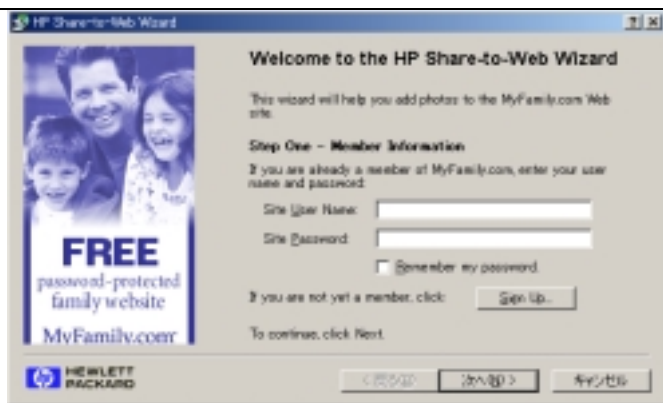 HP Share-to-Web Wizard
Welcome to the HP Share-to-Web Wizard
This wizard will help you add photos to the MyFamily.com Web
site.
Step One - Member Information
If you are already a member of MyFamily.com, enter your user
name and password:
Site User Name:
Site Password:
Remember my password.
If you are not yet a member, click:
Sign Up...
To continue, click Next.
FREE
password-protected
family website
MyFamily.com
HEWLETT
PACKARD
< 戻る(B)
次へ(N) >
キャンセル